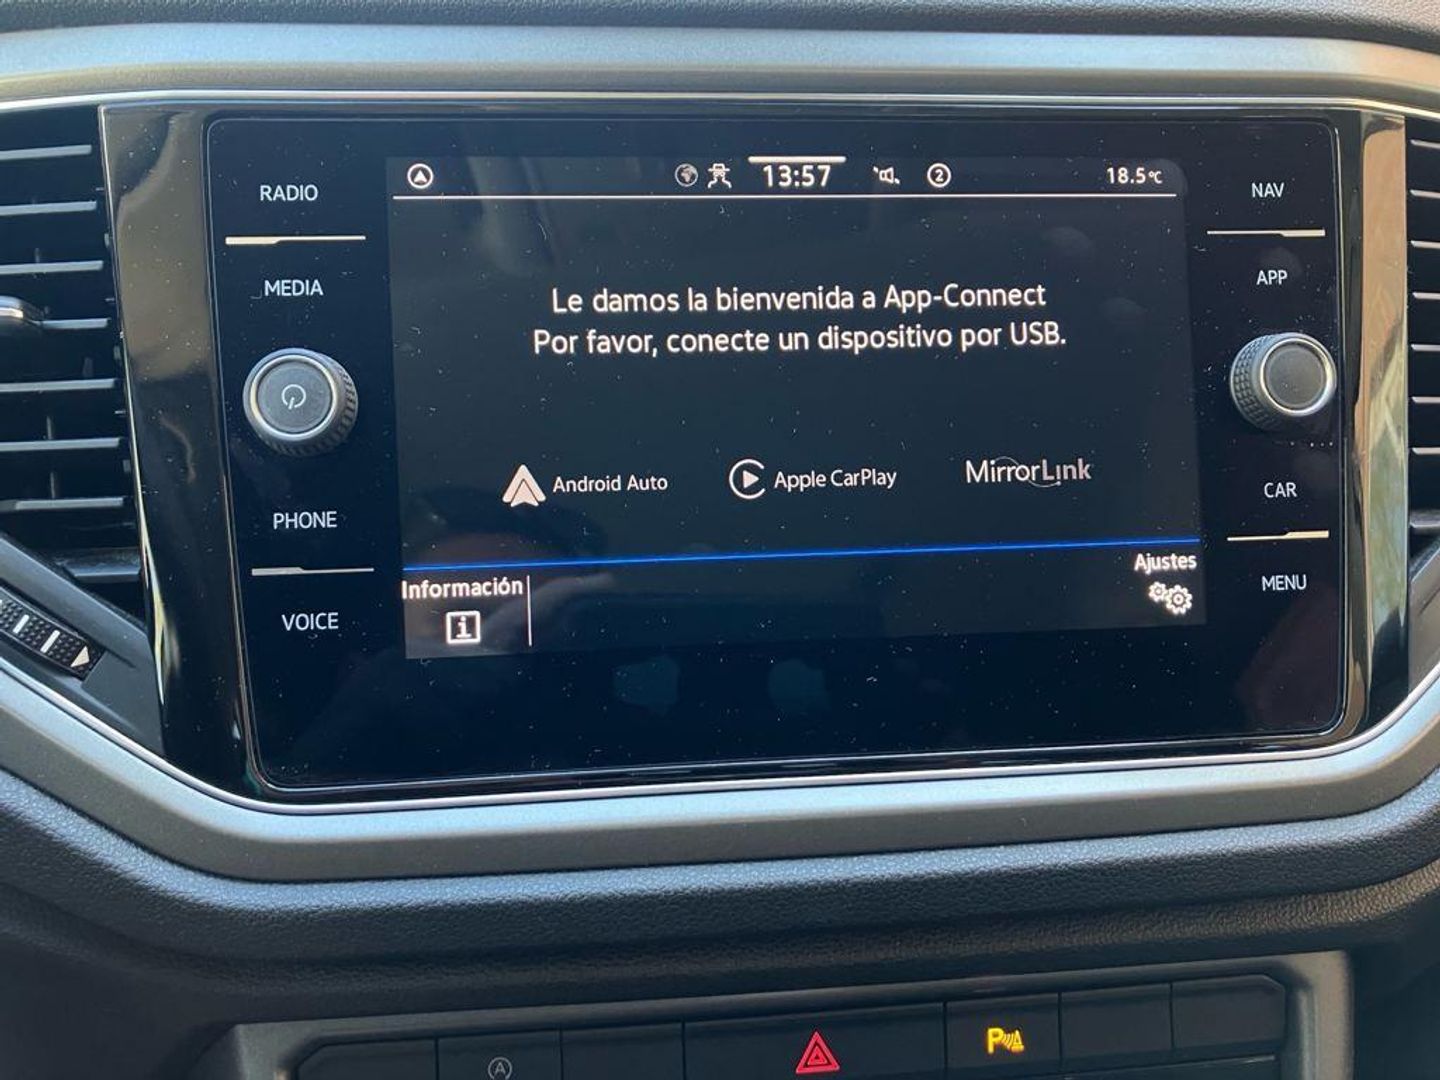 RADIO
MEDIA
PHONE
VOICE
13:57
2
18.5°C
Le damos la bienvenida a App-Connect
Por favor, conecte un dispositivo por USB.
Android Auto
Apple CarPlay
MirrorLink
Información
i
Ajustes
NAV
APP
CAR
MENU
A
P